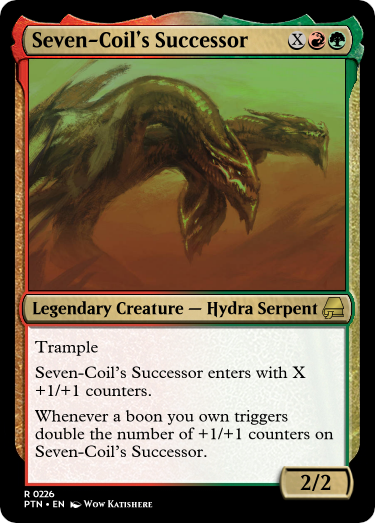 Seven-Coil's Successor X
Legendary Creature — Hydra Serpent
Trample
Seven-Coil's Successor enters with X
+1/+1 counters.
Whenever a boon you own triggers
double the number of +1/+1 counters on
Seven-Coil's Successor.
2/2
R 0226
PTN • EN Wow Katishere